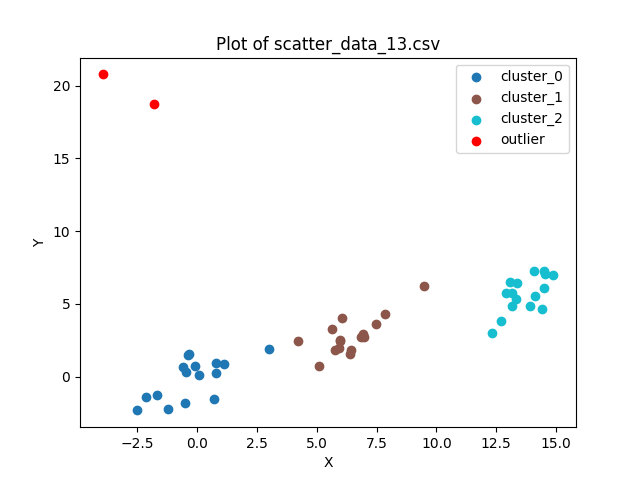 Plot of scatter_data_13.csv
cluster_0
cluster_1
cluster_2
outlier
20
15
10
5
0
Y
−2.5 0.0 2.5 5.0 7.5 10.0 12.5 15.0
X